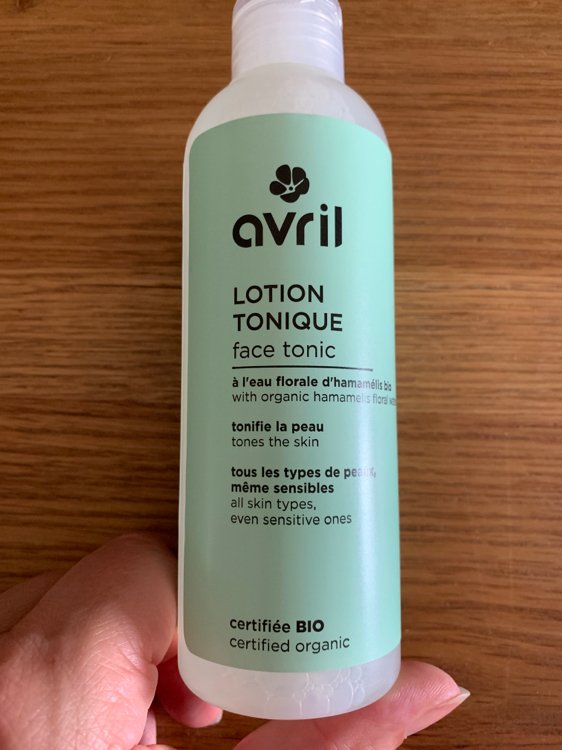 avril
LOTION
TONIQUE
face tonic
à l'eau florale d'hamamélis bio
with organic hamamelis floral
tonifie la peau
tones the skin
tous les types de peaux,
même sensibles
all skin types,
even sensitive ones
certifiée BIO
certified organic